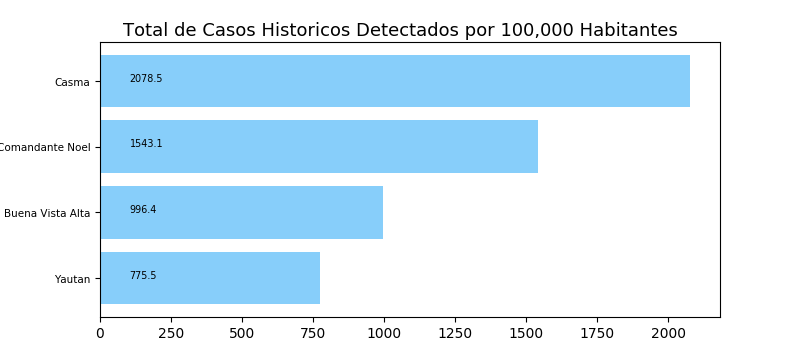 Total de Casos Historicos Detectados por 100,000 Habitantes
Casma
2078.5
Comandante Noel
1543.1
Buena Vista Alta
996.4
Yautan
775.5
0 250 500 750 1000 1250 1500 1750 2000